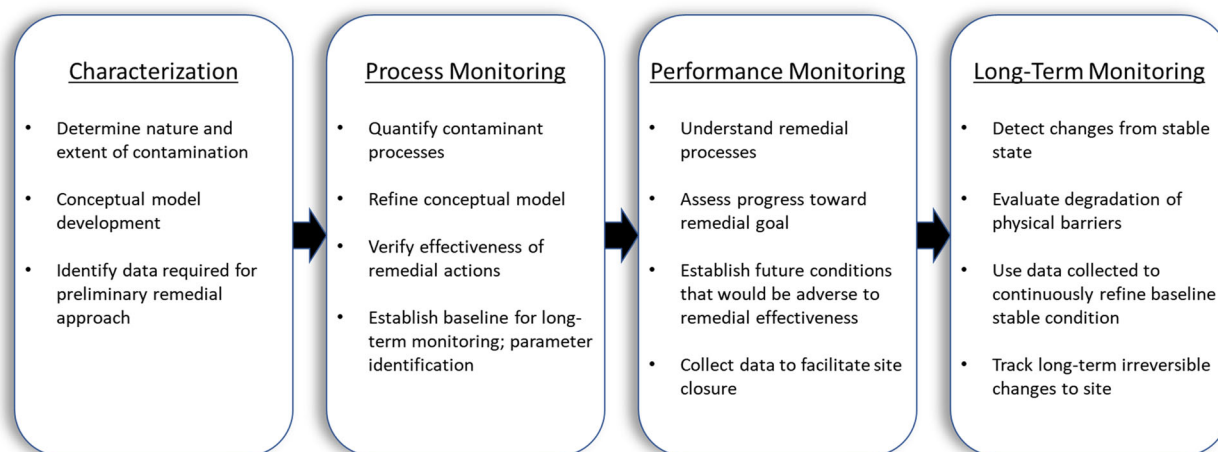 Characterization
• Determine nature and
extent of contamination
• Conceptual model
development
• Identify data required for
preliminary remedial
approach
Process Monitoring
• Quantify contaminant
processes
• Refine conceptual model
• Verify effectiveness of
remedial actions
• Establish baseline for long-
term monitoring; parameter
identification
Performance Monitoring
• Understand remedial
processes
• Assess progress toward
remedial goal
• Establish future conditions
that would be adverse to
remedial effectiveness
• Collect data to facilitate site
closure
Long-Term Monitoring
• Detect changes from stable
state
• Evaluate degradation of
physical barriers
• Use data collected to
continuously refine baseline
stable condition
• Track long-term irreversible
changes to site